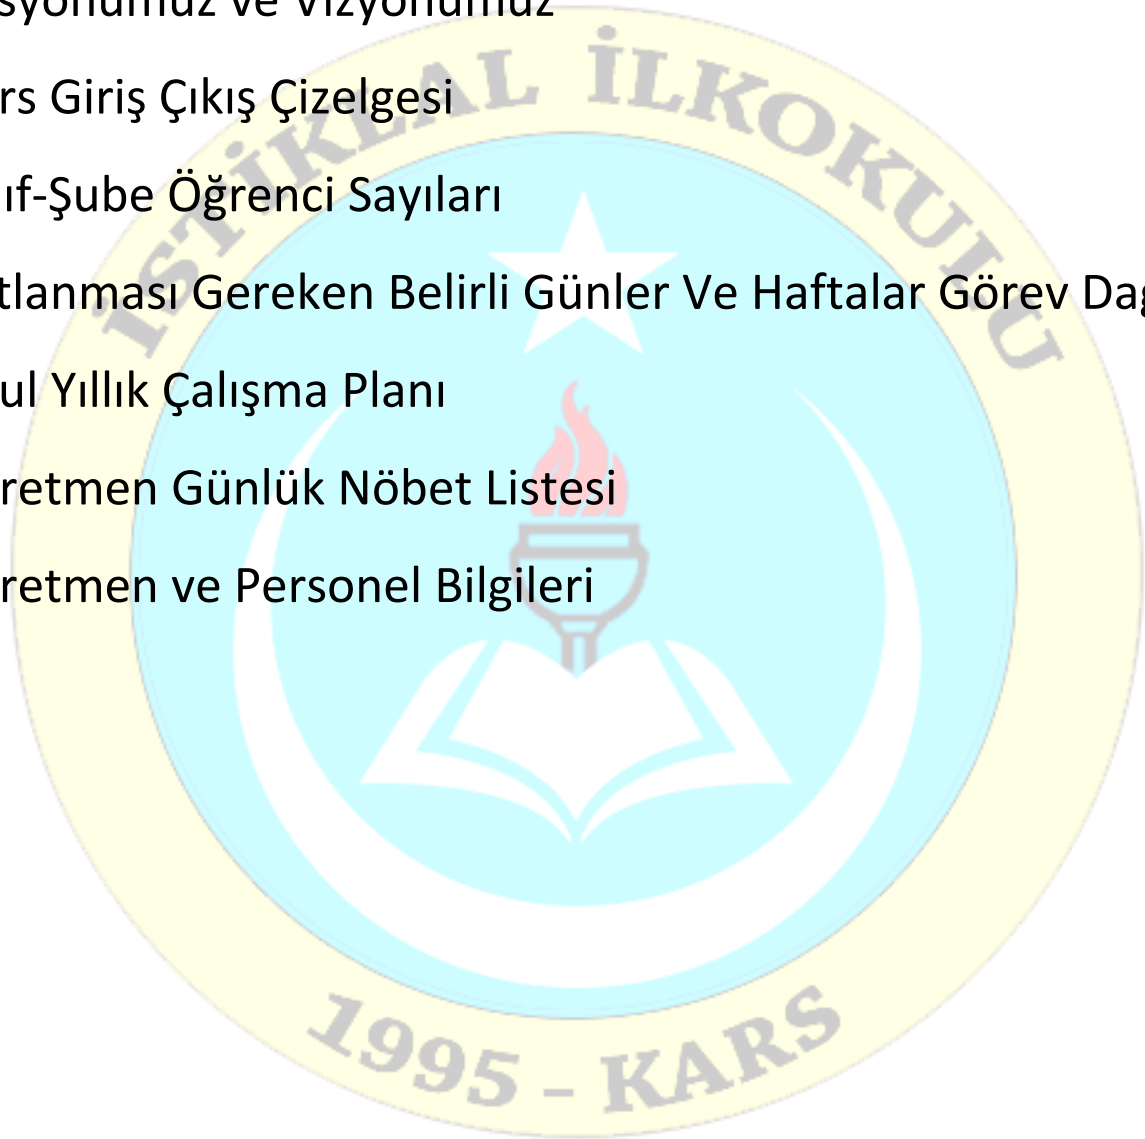 syonumuz ve Vizyonumuz
rs Giriş Çıkış Çizelgesi
ıf-Şube Öğrenci Sayıları
tlanması Gereken Belirli Günler Ve Haftalar Görev Dağ
ul Yıllık Çalışma Planı
retmen Günlük Nöbet Listesi
retmen ve Personel Bilgileri
İSTİKLAL İLKOKULU
1995 - KARS